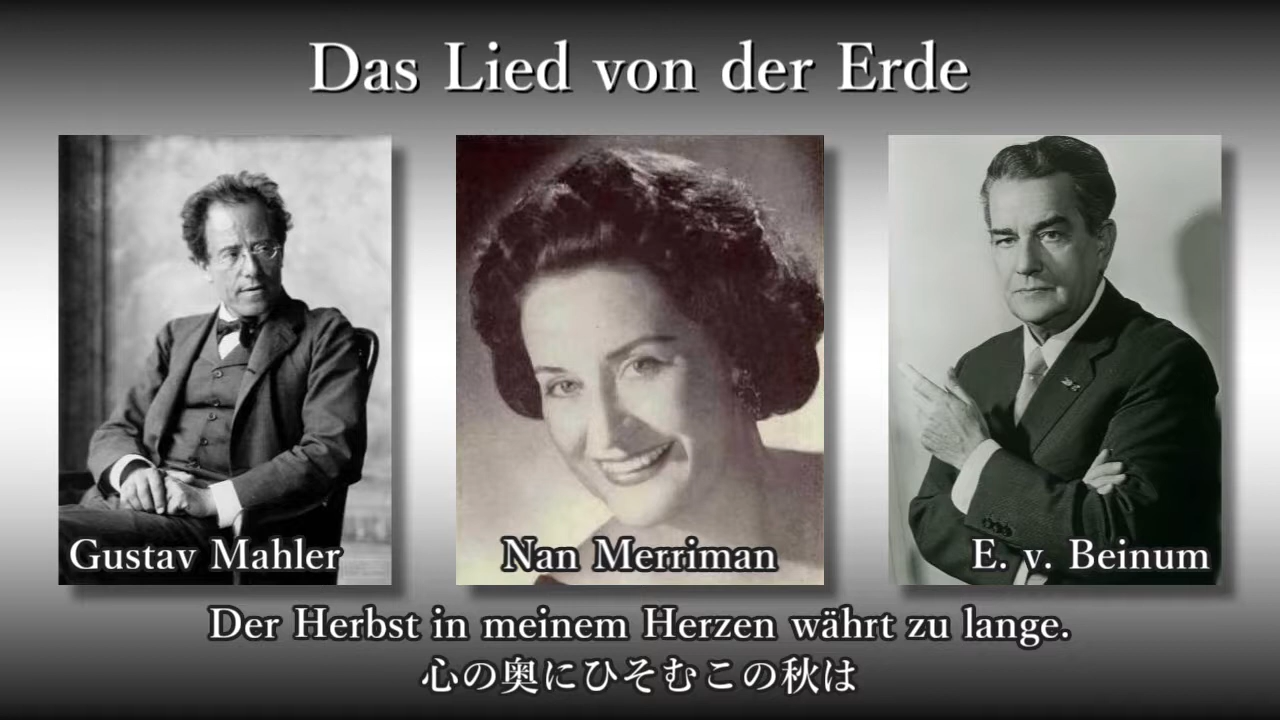 Das Lied von der Erde
Gustav Mahler
Nan Merriman
E. v. Beinum
Der Herbst in meinem Herzen währt zu lange.
心の奥にひそむこの秋は